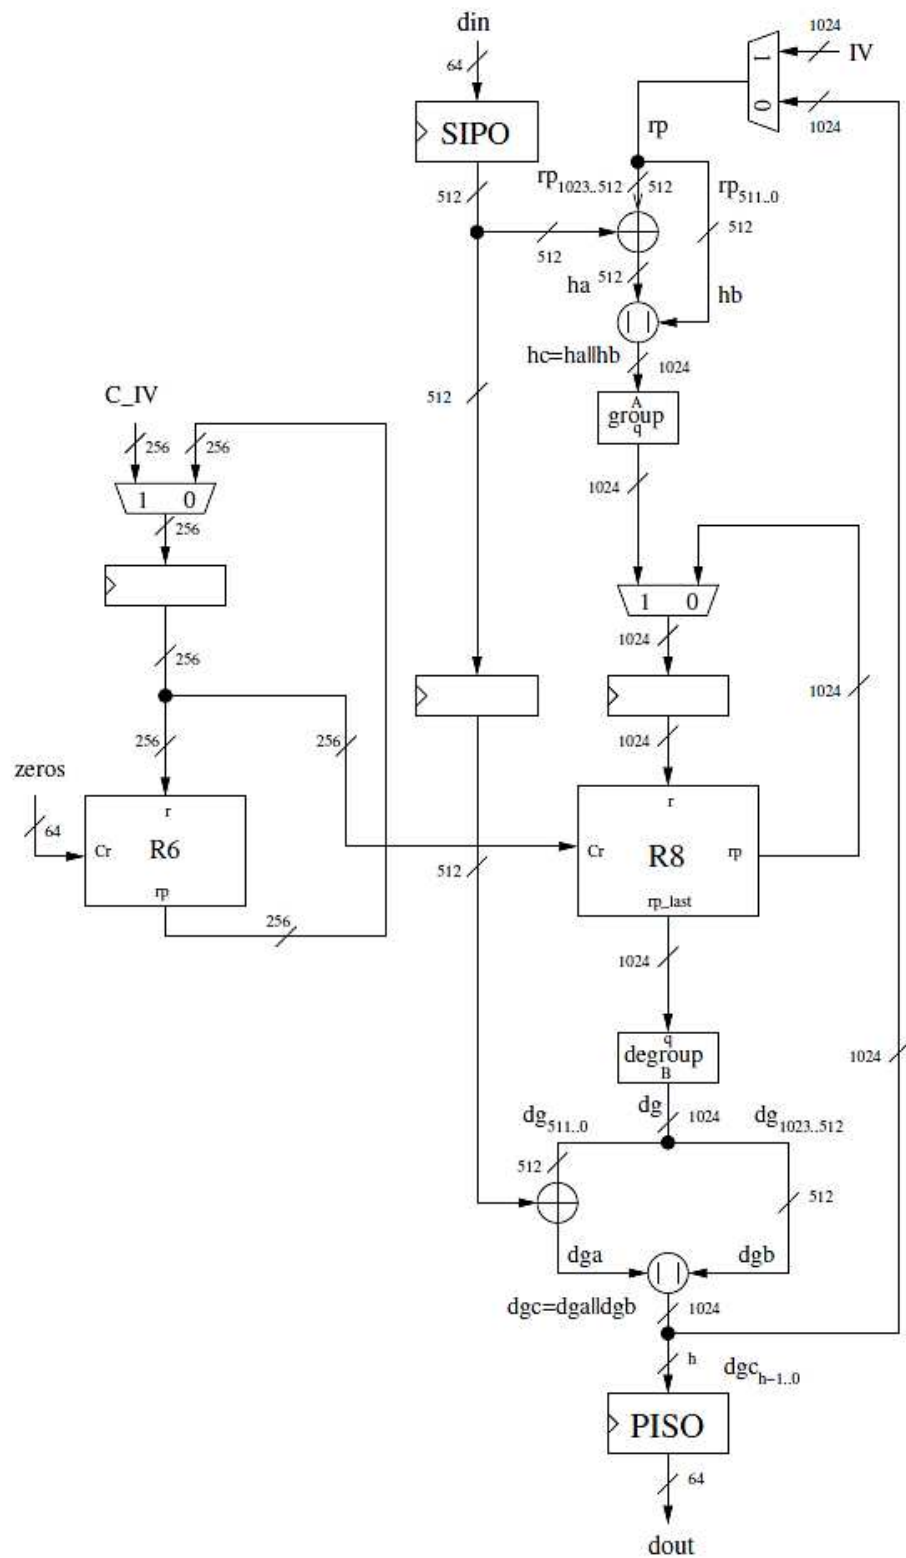 din
1024
IV
64
1
0
SIPO
1024
rp
512
rp1023..512
512
rp511..0
512
512
512
ha
hb
hc=ha||hb
1024
512
C_IV
A
group
q
256
256
1024
1 0
256
1 0
1024
256
1024
256
256
1024
zeros
r
r
64
Cr
R6
Cr
R8
rp
rp
512
rp_last
256
1024
q
degroup
B
1024
dg
1024
dg511..0
dg1023..512
512
512
dga
dgb
dgc=dga||dgb
1024
h
dgch−1..0
PISO
64
dout